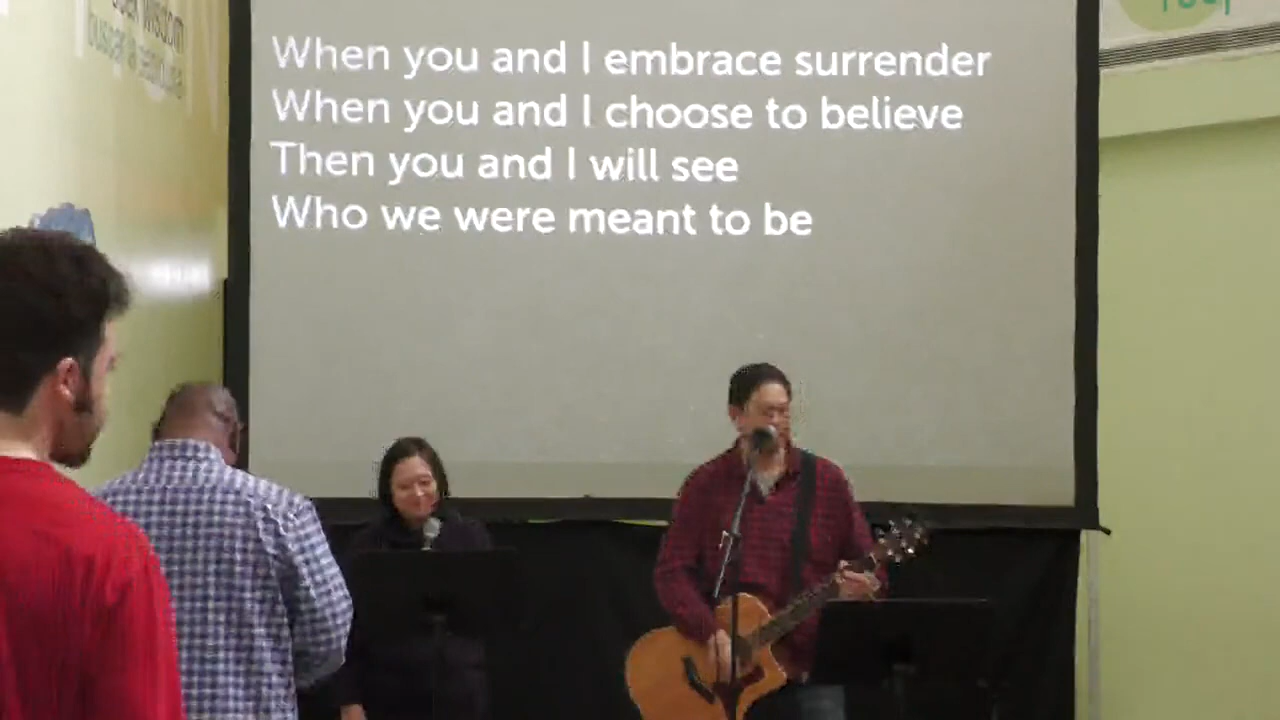 When you and I embrace surrender
When you and I choose to believe
Then you and I will see
Who we were meant to be